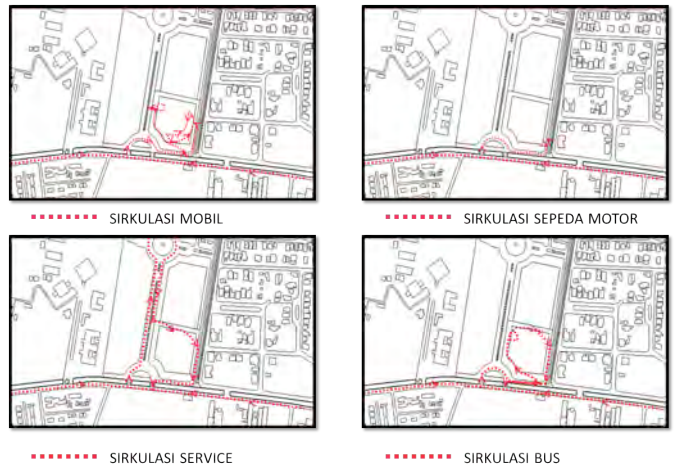 SIRKULASI MOBIL
SIRKULASI SEPEDA MOTOR
SIRKULASI SERVICE
SIRKULASI BUS